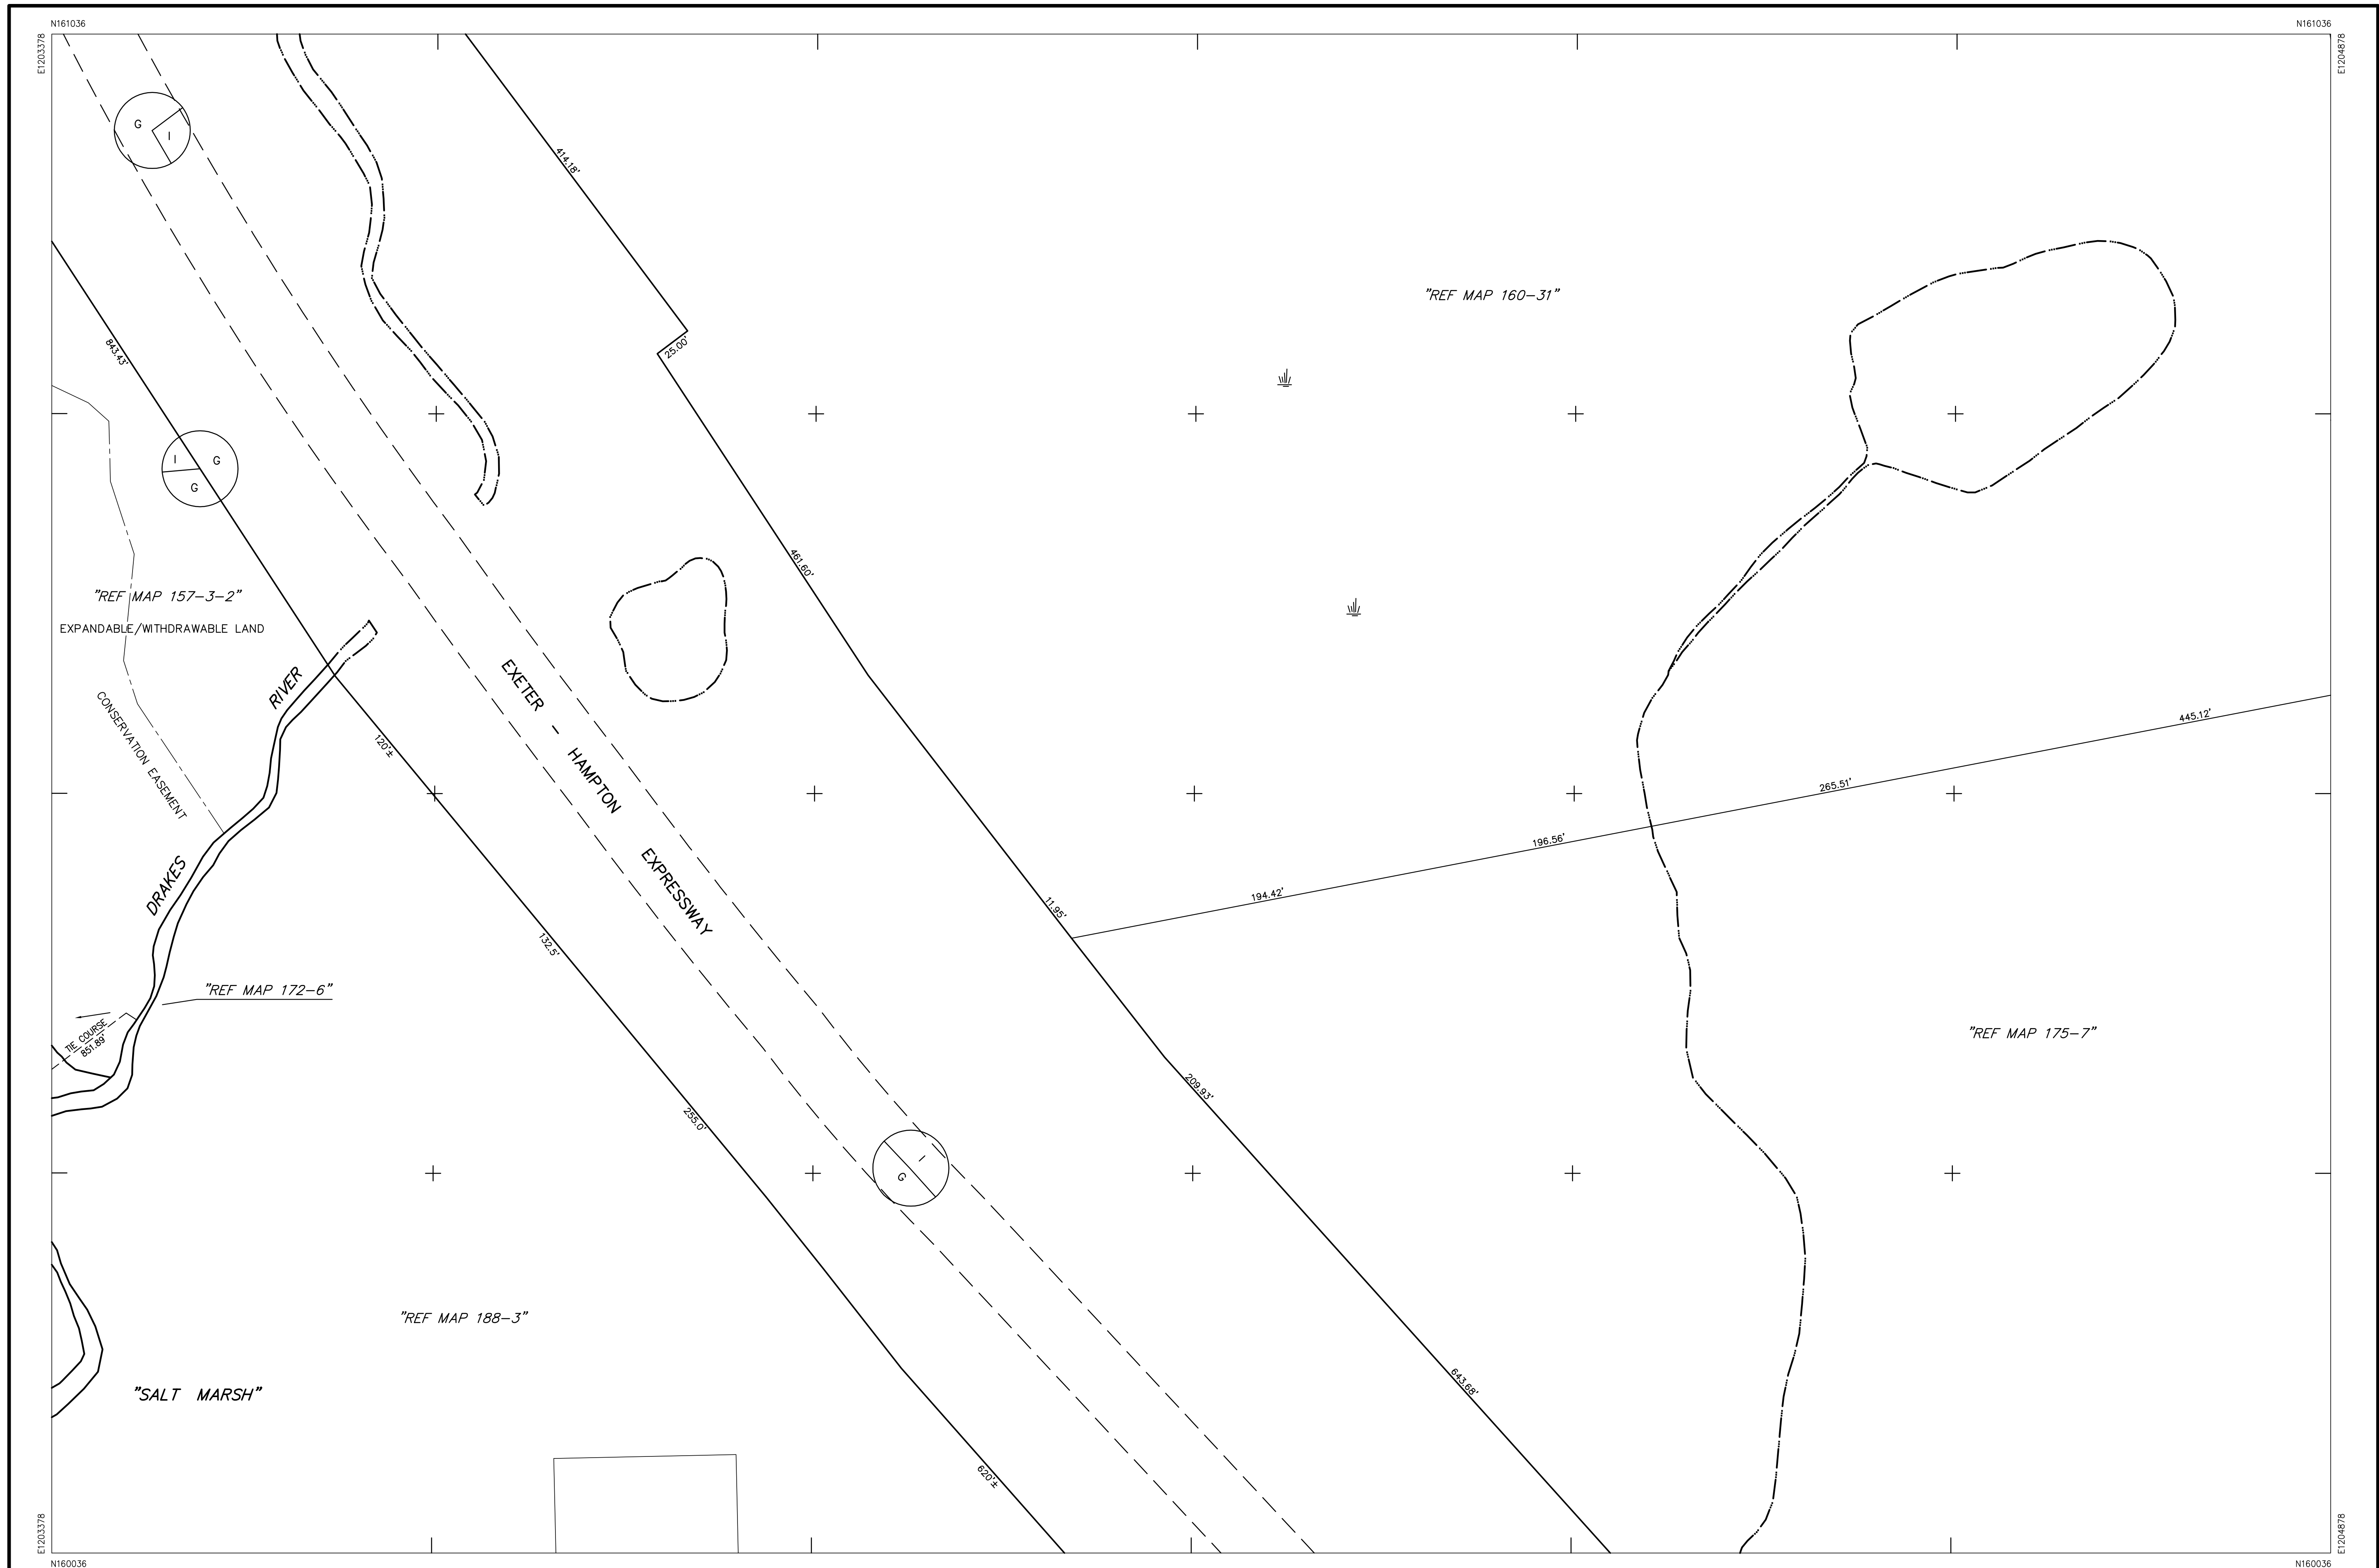 N161036
N161036
E1203378
E1204878
G
I
414.18'
"REF MAP 160-31"
843.43'
25.00'
I
G
G
461.60'
"REF MAP 157-3-2"
EXPANDABLE/WITHDRAWABLE LAND
CONSERVATION EASEMENT
DRAKES RIVER
120'±
EXETER - HAMPTON EXPRESSWAY
445.12'
265.51'
196.56'
194.42'
11.95'
132.5'
"REF MAP 172-6"
TIE COURSE
851.89'
"REF MAP 175-7"
209.93'
255.0'
I
G
"REF MAP 188-3"
"SALT MARSH"
643.68'
620'±
E1203378
E1204878
N160036
N160036